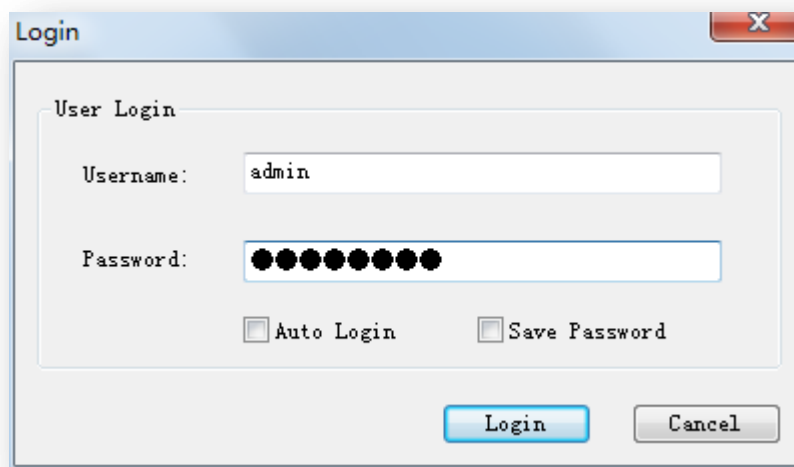 Login
User Login
Username: admin
Password: ●●●●●●●●
Auto Login Save Password
Login Cancel